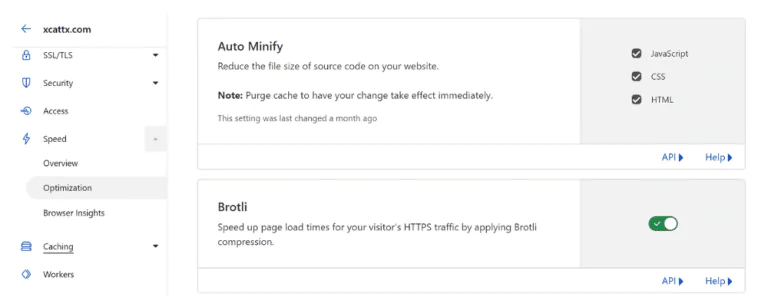 xcattx.com
SSL/TLS
Security
Access
Speed
Overview
Optimization
Browser Insights
Caching
Workers
Auto Minify
Reduce the file size of source code on your website.
Note: Purge cache to have your change take effect immediately.
This setting was last changed a month ago
JavaScript
CSS
HTML
API
Help
Brotli
Speed up page load times for your visitor's HTTPS traffic by applying Brotli
compression.
API
Help